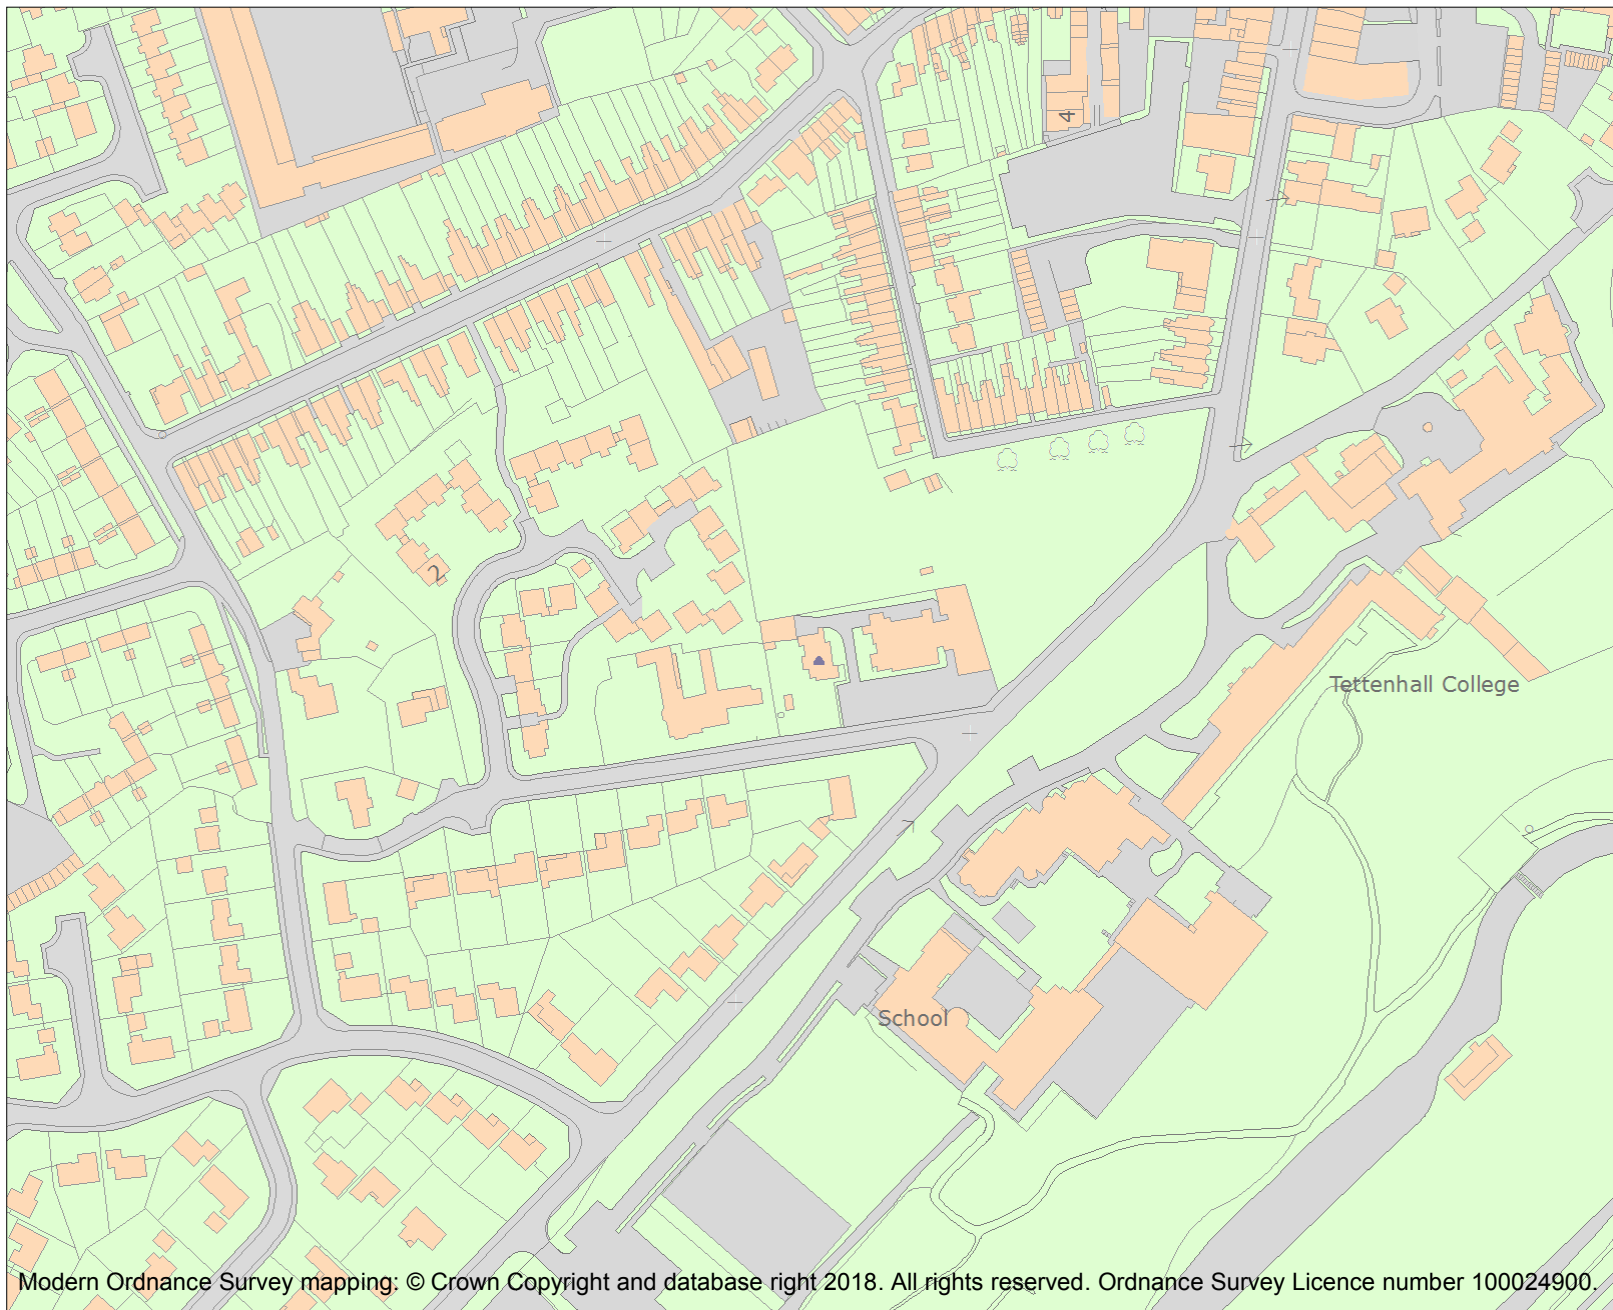 4
2
Tettenhall College
School
Modern Ordnance Survey mapping: © Crown Copyright and database right 2018. All rights reserved. Ordnance Survey Licence number 100024900.